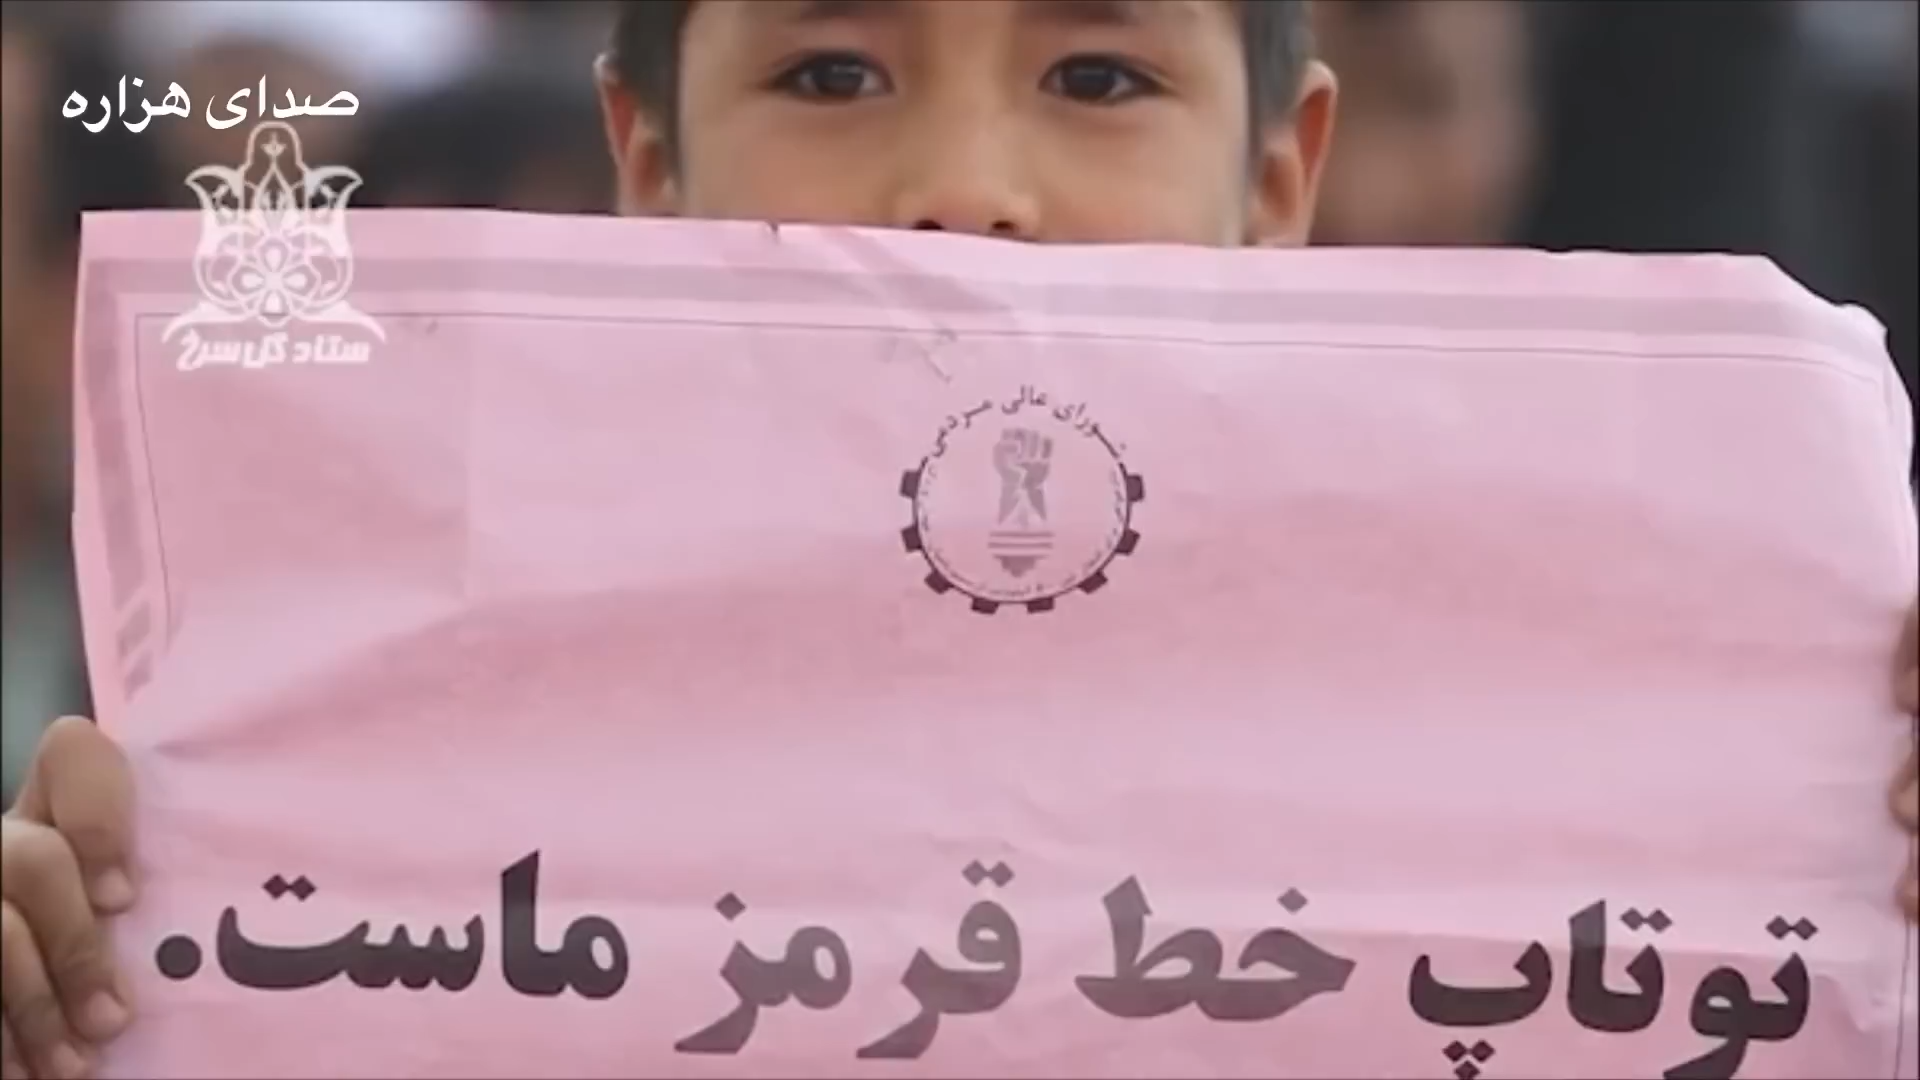 صدای هزاره
ستاد گل سرخ
شورای عالی مردمی
توتاپ خط قرمز ماست.